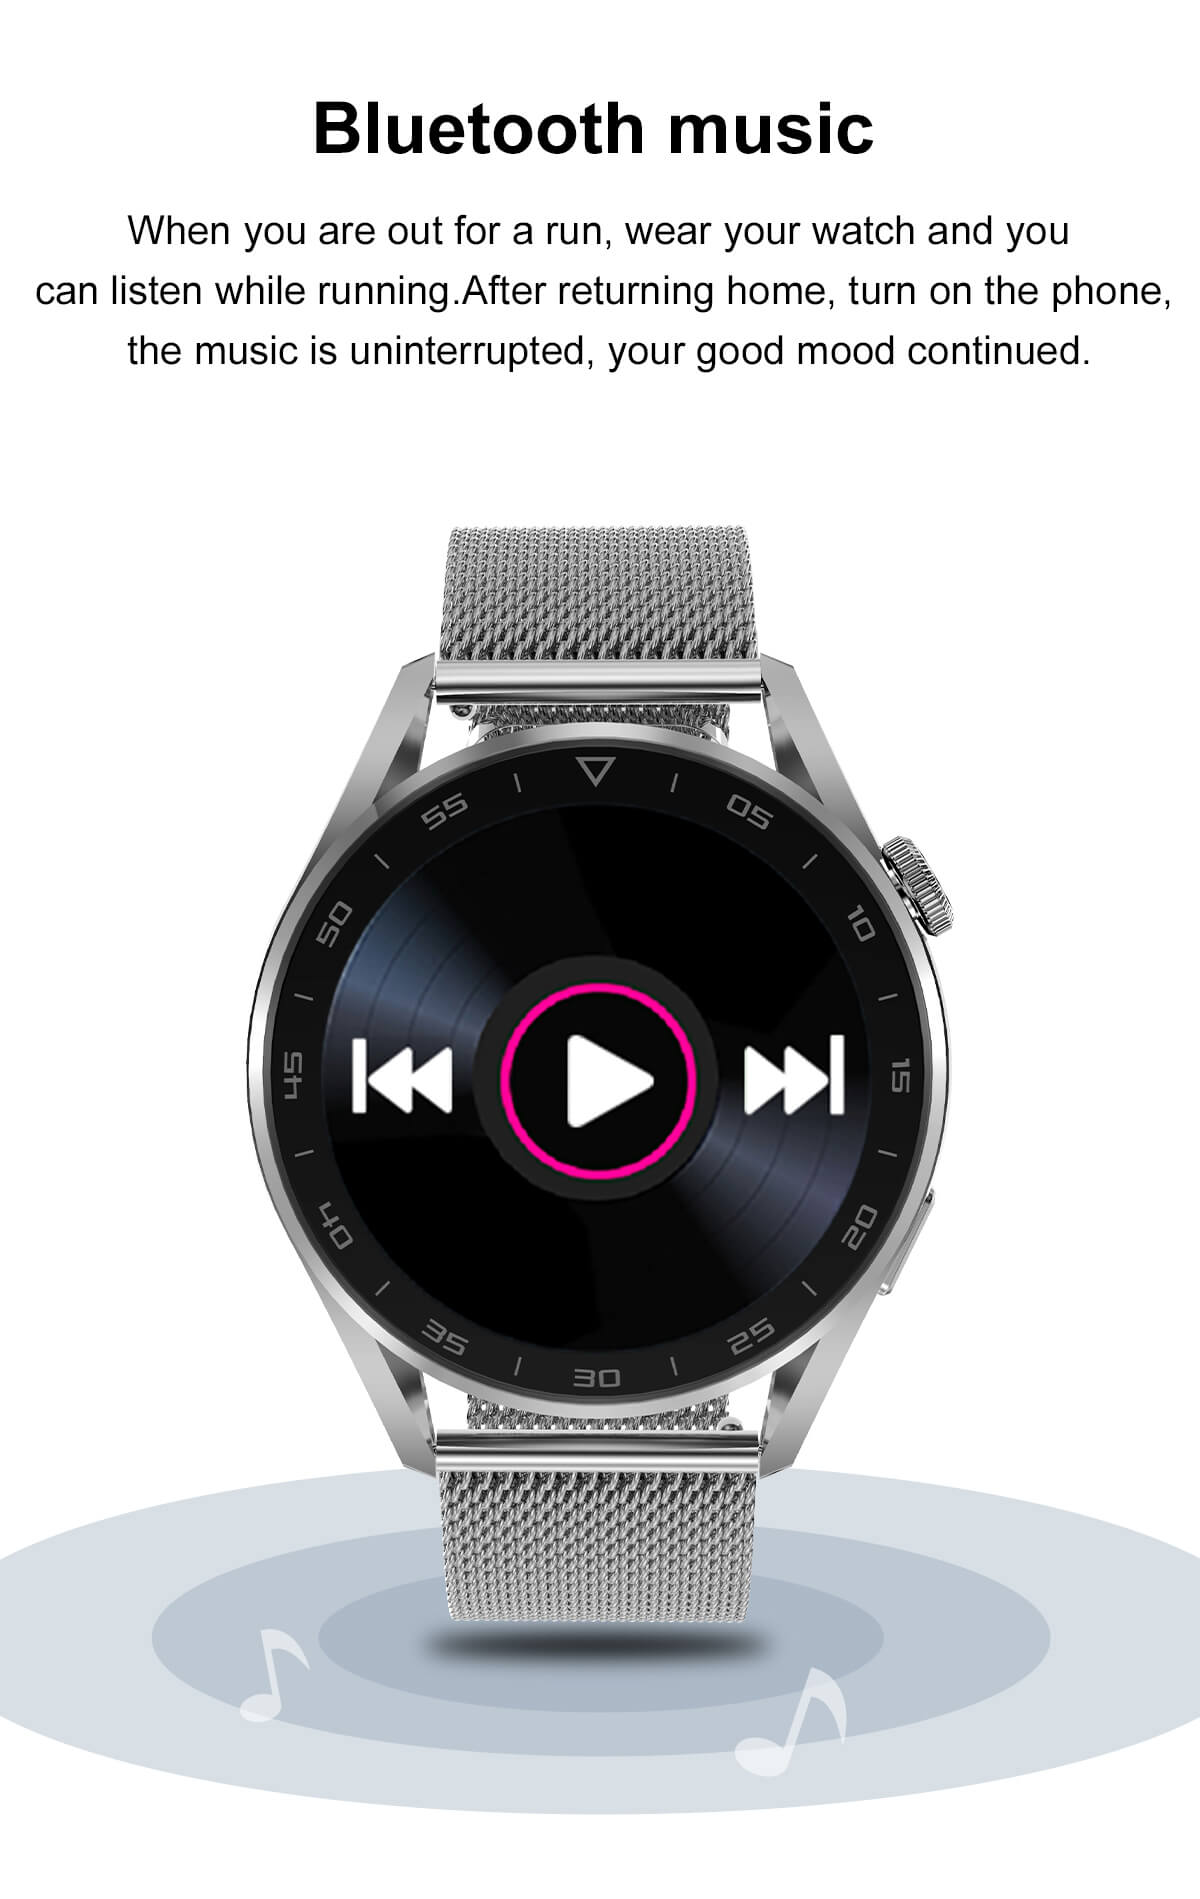 Bluetooth music
When you are out for a run, wear your watch and you
can listen while running.After returning home, turn on the phone,
the music is uninterrupted, your good mood continued.
55
05
50
10
45
15
40
20
35
25
30